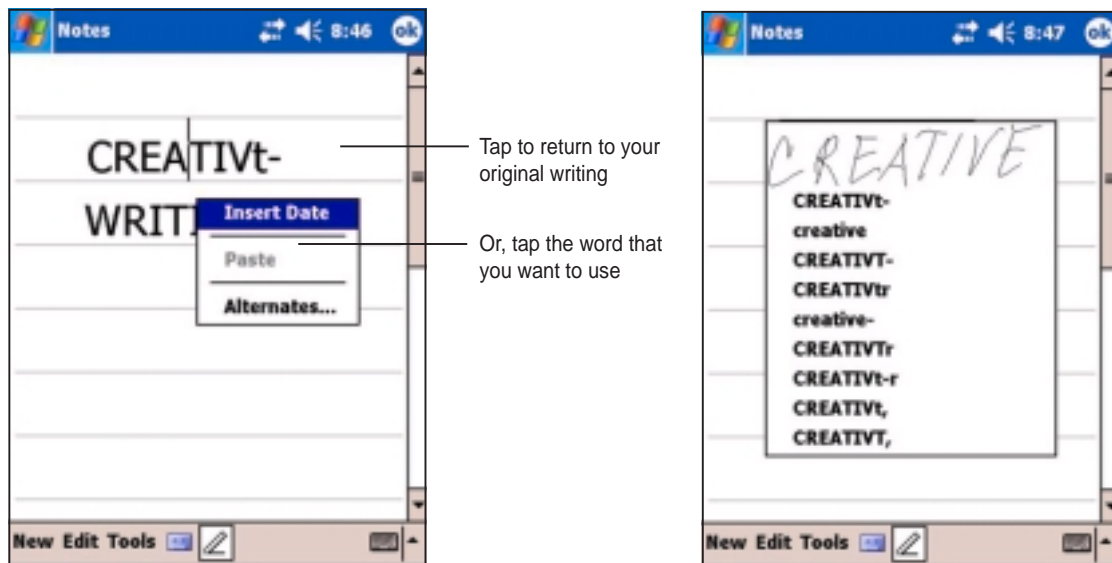 Notes 8:46 ok
CREATIVt-
WRITI
Insert Date
Paste
Alternates...
New Edit Tools
Tap to return to your
original writing
Or, tap the word that
you want to use
Notes 8:47 ok
CREATIVE
CREATIVt-
creative
CREATIVT-
CREATIVtr
creative-
CREATIVTr
CREATIVt-r
CREATIVt,
CREATIVT,
New Edit Tools